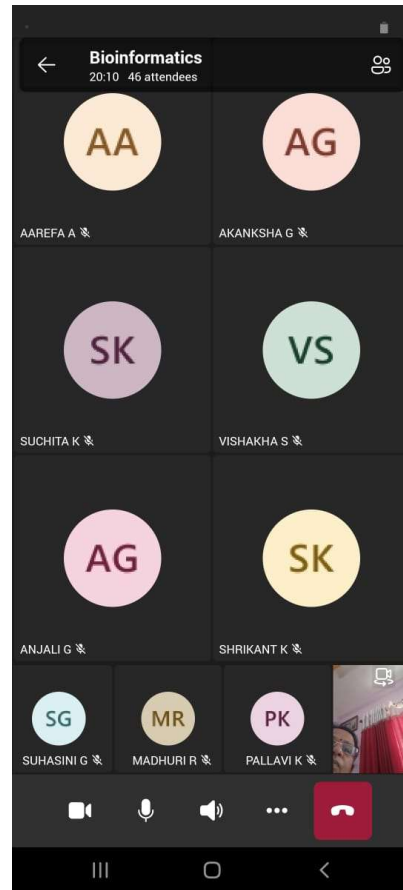 Bioinformatics
20:10 46 attendees
AA
AG
AAREFA A
AKANKSHA G
SK
VS
SUCHITA K
VISHAKHA S
AG
SK
ANJALI G
SHRIKANT K
SG
MR
PK
SUHASINI G
MADHURI R
PALLAVI K